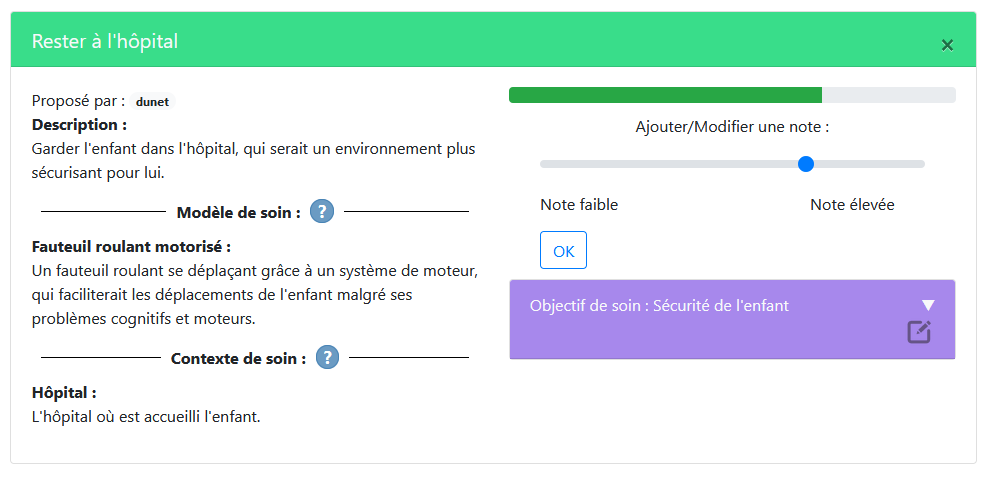 Rester à l'hôpital
×
Proposé par : dunet
Description :
Garder l'enfant dans l'hôpital, qui serait un environnement plus
sécurisant pour lui.
Modèle de soin : ?
Fauteuil roulant motorisé :
Un fauteuil roulant se déplaçant grâce à un système de moteur,
qui faciliterait les déplacements de l'enfant malgré ses
problèmes cognitifs et moteurs.
Contexte de soin : ?
Hôpital :
L'hôpital où est accueilli l'enfant.
Ajouter/Modifier une note :
Note faible
Note élevée
OK
Objectif de soin : Sécurité de l'enfant